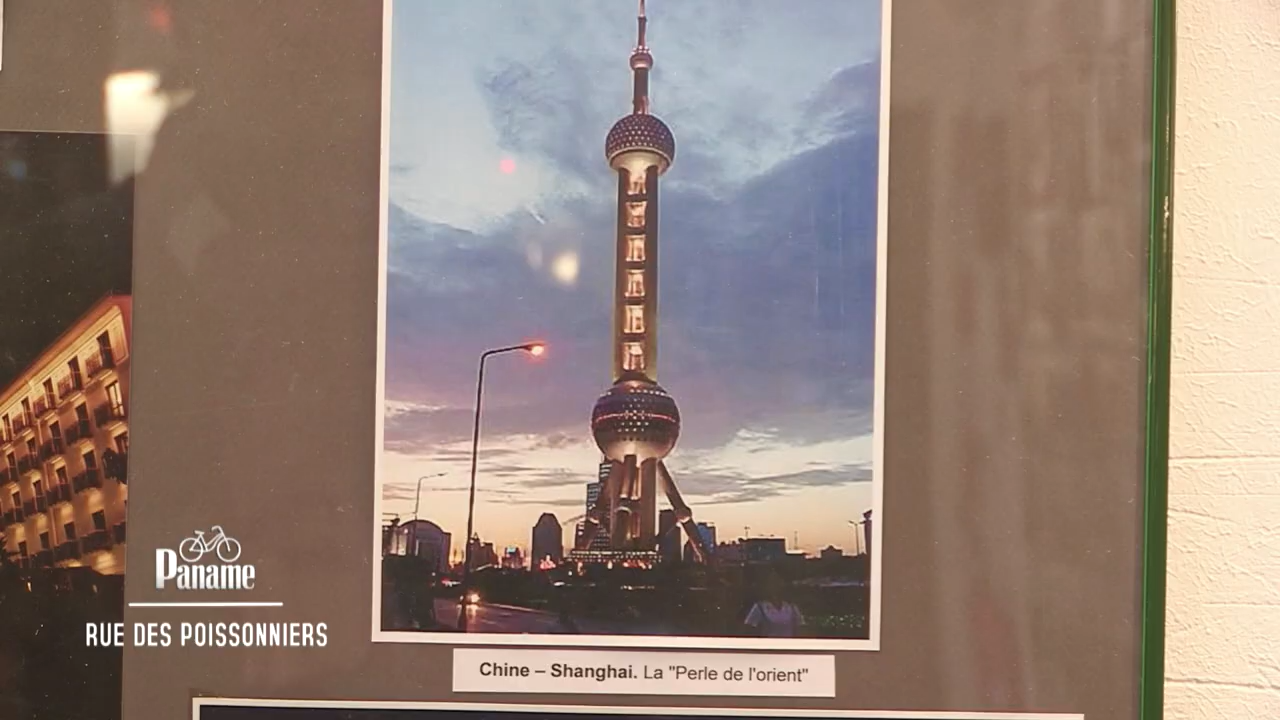 Paname
RUE DES POISSONNIERS
Chine – Shanghai. La "Perle de l'orient"